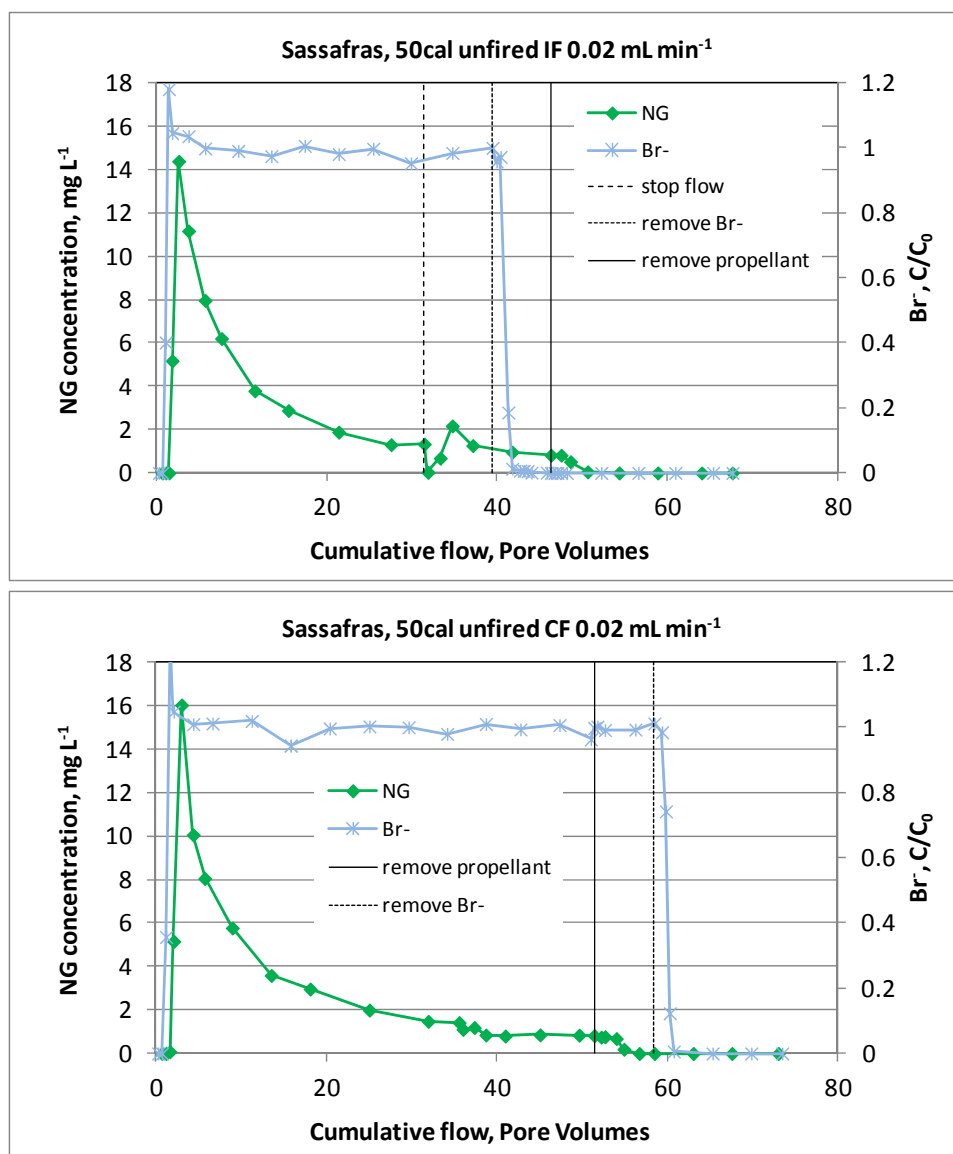 Sassafras, 50cal unfired IF 0.02 mL min⁻¹
NG concentration, mg L⁻¹
18
16
14
12
10
8
6
4
2
0
NG
Br-
stop flow
remove Br-
remove propellant
1.2
1
0.8
0.6
0.4
0.2
0
Br⁻, C/C₀
0 20 40 60 80
Cumulative flow, Pore Volumes
Sassafras, 50cal unfired CF 0.02 mL min⁻¹
NG concentration, mg L⁻¹
18
16
14
12
10
8
6
4
2
0
NG
Br-
remove propellant
remove Br-
1.2
1
0.8
0.6
0.4
0.2
0
Br⁻, C/C₀
0 20 40 60 80
Cumulative flow, Pore Volumes